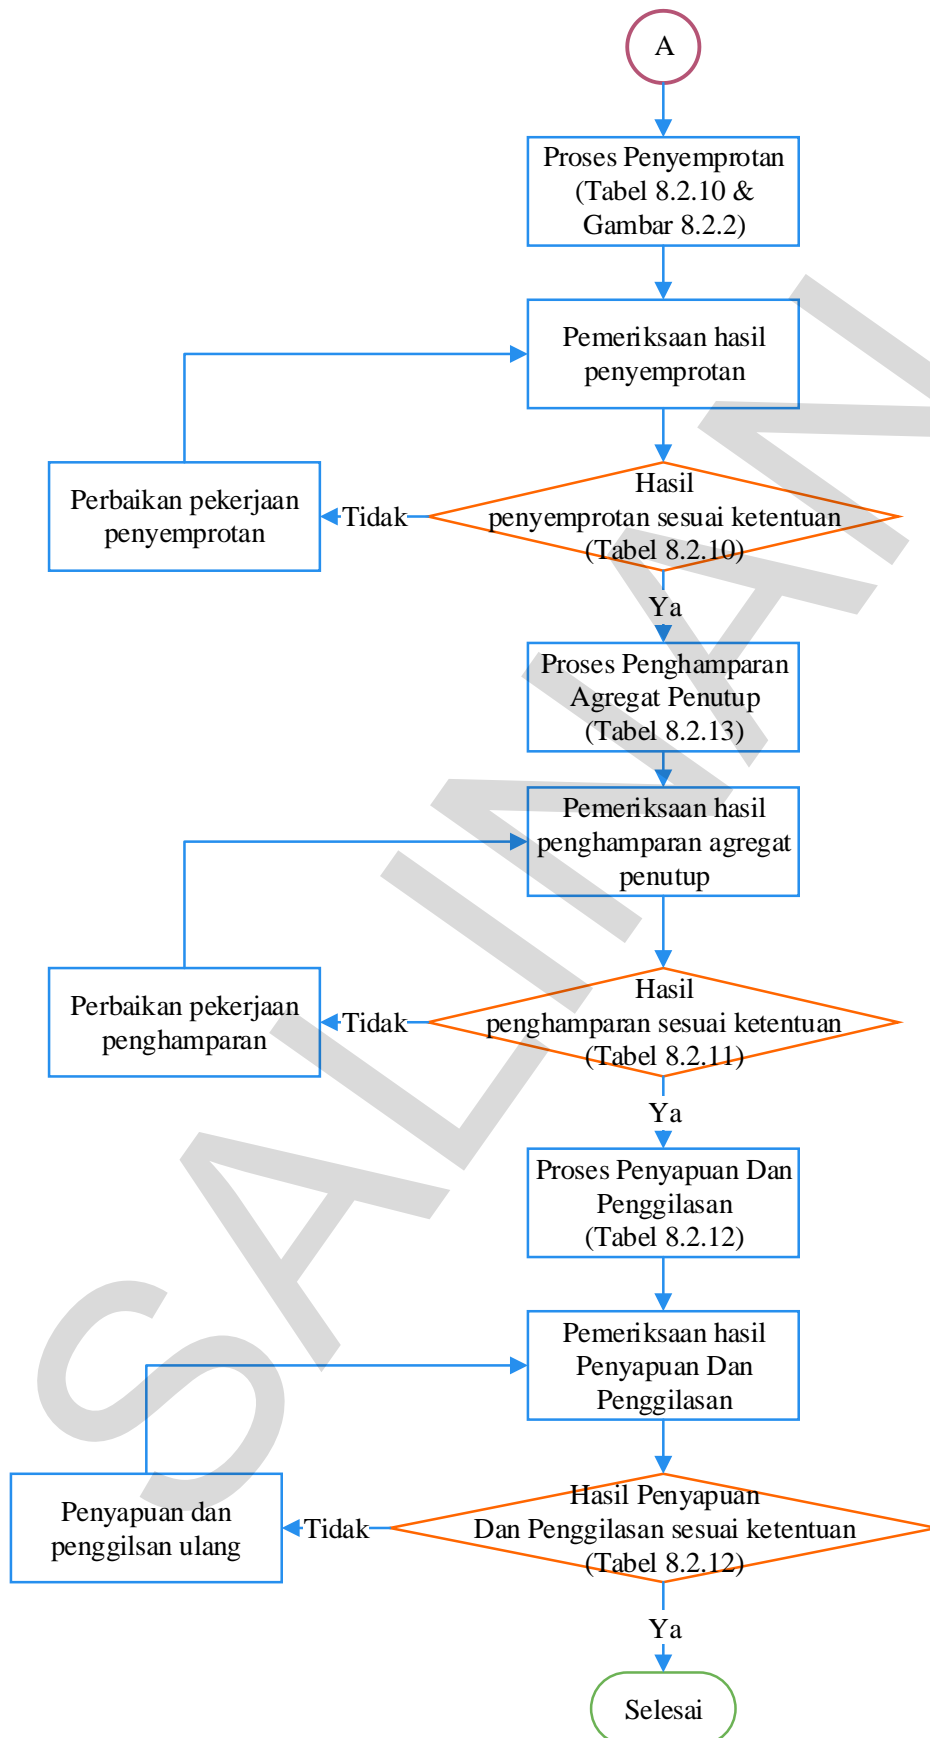 A
Proses Penyemprotan
(Tabel 8.2.10 &
Gambar 8.2.2)
Pemeriksaan hasil
penyemprotan
Perbaikan pekerjaan
penyemprotan
Tidak
Hasil
penyemprotan sesuai ketentuan
(Tabel 8.2.10)
Ya
Proses Penghamparan
Agregat Penutup
(Tabel 8.2.13)
Pemeriksaan hasil
penghamparan agregat
penutup
Perbaikan pekerjaan
penghamparan
Tidak
Hasil
penghamparan sesuai ketentuan
(Tabel 8.2.11)
Ya
Proses Penyapuan Dan
Penggilasan
(Tabel 8.2.12)
Pemeriksaan hasil
Penyapuan Dan
Penggilasan
Penyapuan dan
penggilsan ulang
Tidak
Hasil Penyapuan
Dan Penggilasan sesuai ketentuan
(Tabel 8.2.12)
Ya
Selesai
SALINAN